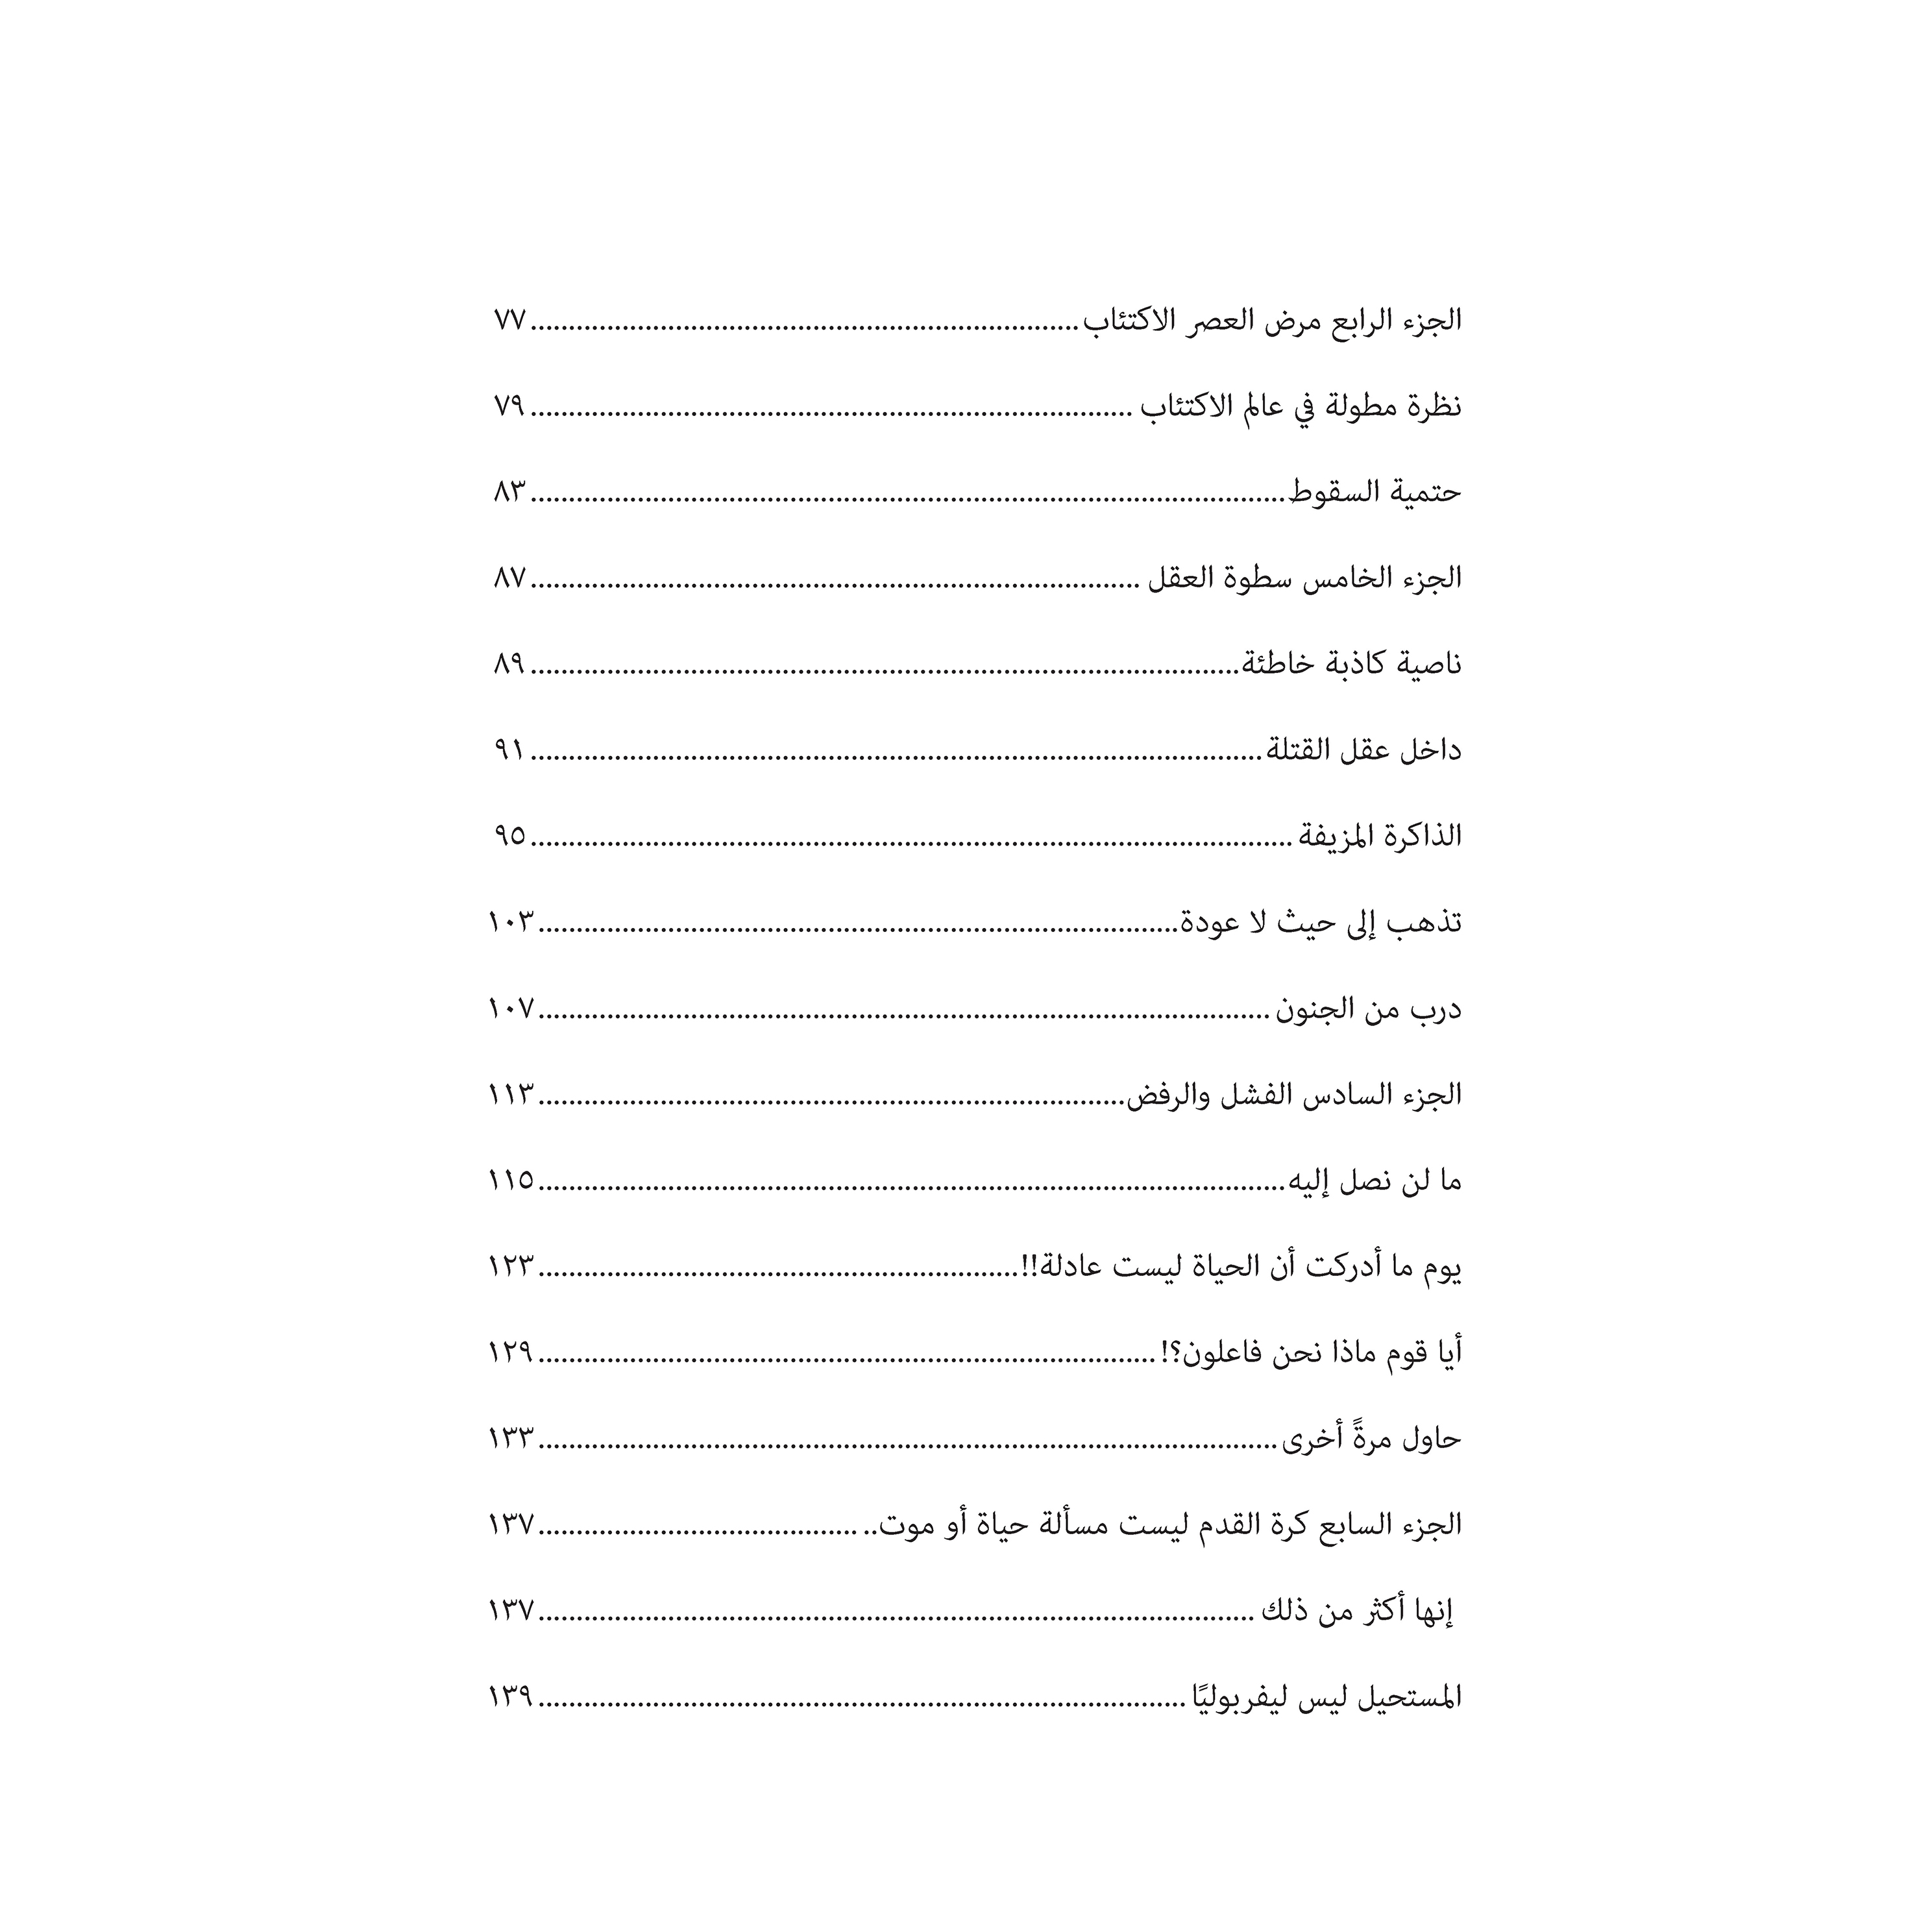 الجزء الرابع مرض العصر الاكتئاب........................................................................٧٧
نظرة مطولة في عالم الاكتئاب ...............................................................................٧٩
حتمية السقوط...................................................................................................٨٣
الجزء الخامس سطوة العقل ................................................................................٨٧
ناصية كاذبة خاطئة.............................................................................................٨٩
داخل عقل القتلة................................................................................................٩١
الذاكرة المزيفة ....................................................................................................٩٥
تذهب إلى حيث لا عودة....................................................................................١٠٣
درب من الجنون ................................................................................................١٠٧
الجزء السادس الفشل والرفض.............................................................................١١٣
ما لن نصل إليه..................................................................................................١١٥
يوم ما أدركت أن الحياة ليست عادلة!!...............................................................١٢٣
أيا قوم ماذا نحن فاعلون؟!.................................................................................١٢٩
حاول مرةً أخرى.................................................................................................١٣٣
الجزء السابع كرة القدم ليست مسألة حياة أو موت.. ..........................................١٣٧
إنها أكثر من ذلك ..............................................................................................١٣٧
المستحيل ليس ليفربوليًا.....................................................................................١٣٩